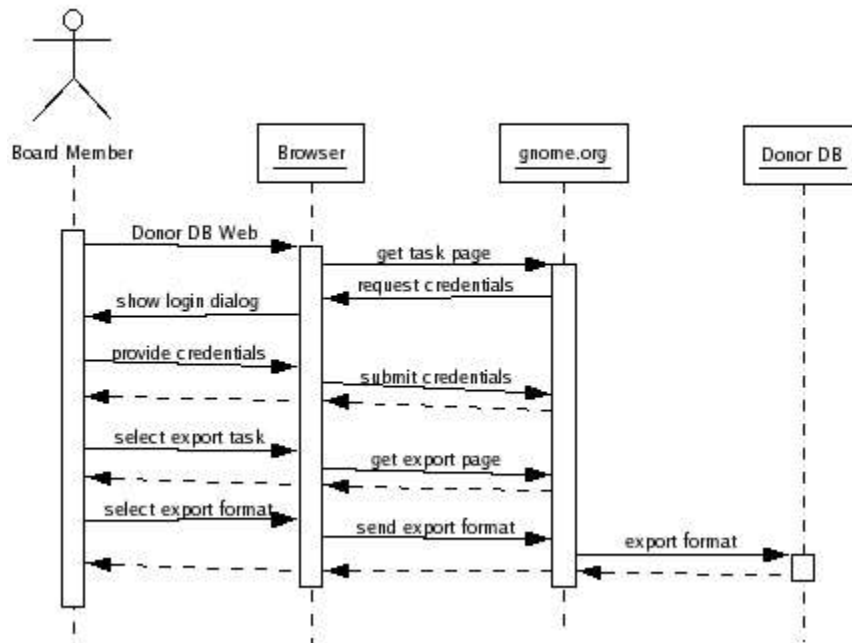 Board Member
Browser
gnome.org
Donor DB
Donor DB Web
get task page
request credentials
show login dialog
provide credentials
submit credentials
select export task
get export page
select export format
send export format
export format